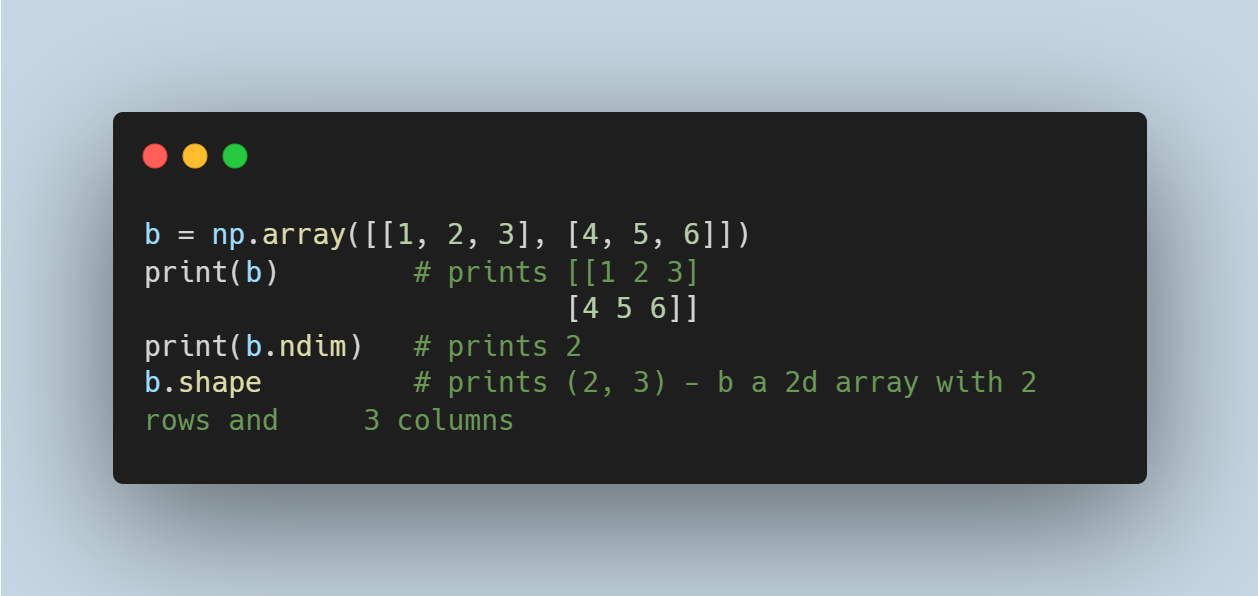 b = np.array([[1, 2, 3], [4, 5, 6]])
print(b)        # prints [[1 2 3]
                         [4 5 6]]
print(b.ndim)   # prints 2
b.shape         # prints (2, 3) - b a 2d array with 2
rows and     3 columns